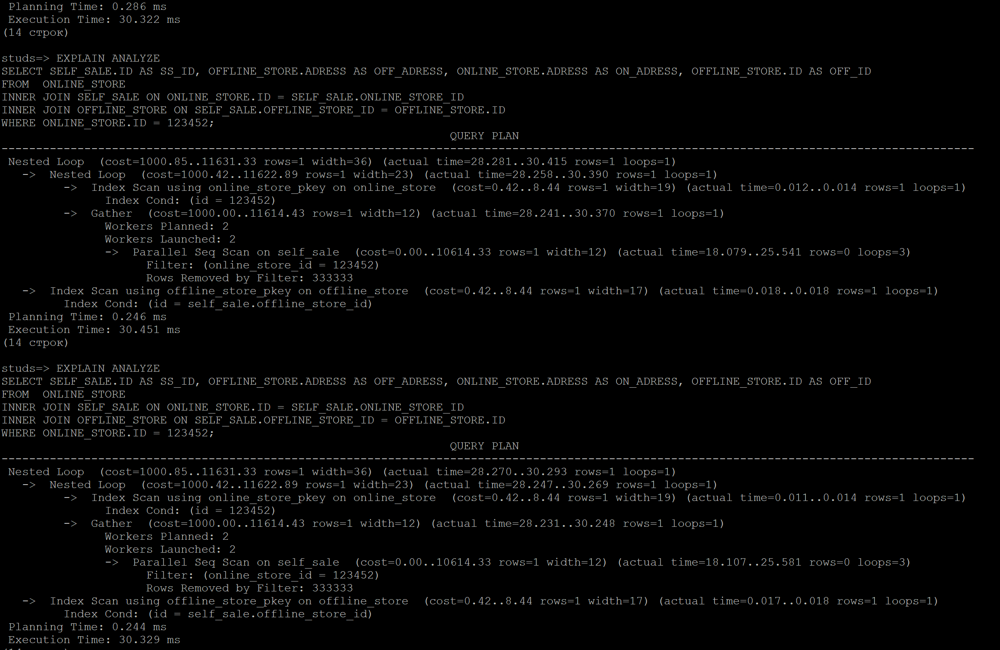 Planning Time: 0.286 ms
Execution Time: 30.322 ms
(14 строк)
studs=> EXPLAIN ANALYZE
SELECT SELF_SALE.ID AS SS_ID, OFFLINE_STORE.ADRESS AS OFF_ADRESS, ONLINE_STORE.ADRESS AS ON_ADRESS, OFFLINE_STORE.ID AS OFF_ID
FROM  ONLINE_STORE
INNER JOIN SELF_SALE ON ONLINE_STORE.ID = SELF_SALE.ONLINE_STORE_ID
INNER JOIN OFFLINE_STORE ON SELF_SALE.OFFLINE_STORE_ID = OFFLINE_STORE.ID
WHERE ONLINE_STORE.ID = 123452;
QUERY PLAN
---------------------------------------------------------------------------------------------------------------------------------------------
Nested Loop  (cost=1000.85..11631.33 rows=1 width=36) (actual time=28.281..30.415 rows=1 loops=1)
->  Nested Loop  (cost=1000.42..11622.89 rows=1 width=23) (actual time=28.258..30.390 rows=1 loops=1)
->  Index Scan using online_store_pkey on online_store  (cost=0.42..8.44 rows=1 width=19) (actual time=0.012..0.014 rows=1 loops=1)
Index Cond: (id = 123452)
->  Gather  (cost=1000.00..11614.43 rows=1 width=12) (actual time=28.241..30.370 rows=1 loops=1)
Workers Planned: 2
Workers Launched: 2
->  Parallel Seq Scan on self_sale  (cost=0.00..10614.33 rows=1 width=12) (actual time=18.079..25.541 rows=0 loops=3)
Filter: (online_store_id = 123452)
Rows Removed by Filter: 333333
->  Index Scan using offline_store_pkey on offline_store  (cost=0.42..8.44 rows=1 width=17) (actual time=0.018..0.018 rows=1 loops=1)
Index Cond: (id = self_sale.offline_store_id)
Planning Time: 0.246 ms
Execution Time: 30.451 ms
(14 строк)
studs=> EXPLAIN ANALYZE
SELECT SELF_SALE.ID AS SS_ID, OFFLINE_STORE.ADRESS AS OFF_ADRESS, ONLINE_STORE.ADRESS AS ON_ADRESS, OFFLINE_STORE.ID AS OFF_ID
FROM  ONLINE_STORE
INNER JOIN SELF_SALE ON ONLINE_STORE.ID = SELF_SALE.ONLINE_STORE_ID
INNER JOIN OFFLINE_STORE ON SELF_SALE.OFFLINE_STORE_ID = OFFLINE_STORE.ID
WHERE ONLINE_STORE.ID = 123452;
QUERY PLAN
---------------------------------------------------------------------------------------------------------------------------------------------
Nested Loop  (cost=1000.85..11631.33 rows=1 width=36) (actual time=28.270..30.293 rows=1 loops=1)
->  Nested Loop  (cost=1000.42..11622.89 rows=1 width=23) (actual time=28.247..30.269 rows=1 loops=1)
->  Index Scan using online_store_pkey on online_store  (cost=0.42..8.44 rows=1 width=19) (actual time=0.011..0.014 rows=1 loops=1)
Index Cond: (id = 123452)
->  Gather  (cost=1000.00..11614.43 rows=1 width=12) (actual time=28.231..30.248 rows=1 loops=1)
Workers Planned: 2
Workers Launched: 2
->  Parallel Seq Scan on self_sale  (cost=0.00..10614.33 rows=1 width=12) (actual time=18.107..25.581 rows=0 loops=3)
Filter: (online_store_id = 123452)
Rows Removed by Filter: 333333
->  Index Scan using offline_store_pkey on offline_store  (cost=0.42..8.44 rows=1 width=17) (actual time=0.017..0.018 rows=1 loops=1)
Index Cond: (id = self_sale.offline_store_id)
Planning Time: 0.244 ms
Execution Time: 30.329 ms